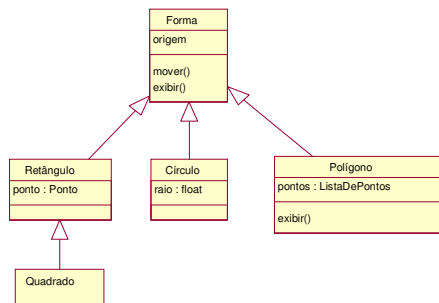 Forma
origem
mover()
exibir()
Retângulo
ponto : Ponto
Círculo
raio : float
Polígono
pontos : ListaDePontos
exibir()
Quadrado